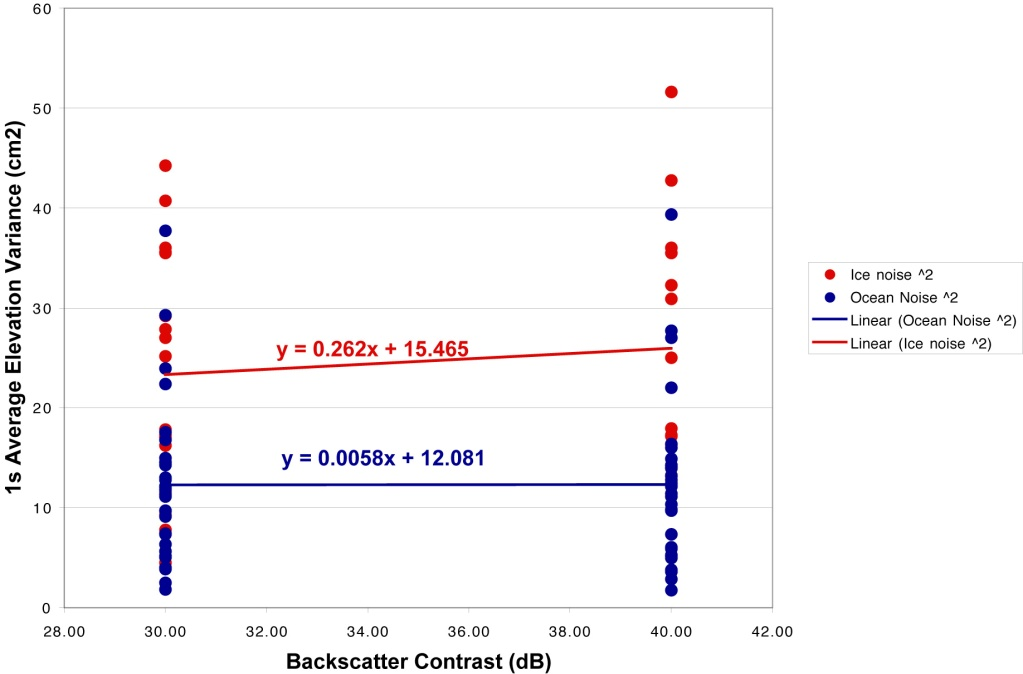 60
50
40
30
20
10
0
1s Average Elevation Variance (cm2)
y = 0.262x + 15.465
y = 0.0058x + 12.081
28.00 30.00 32.00 34.00 36.00 38.00 40.00 42.00
Backscatter Contrast (dB)
Ice noise ^2
Ocean Noise ^2
Linear (Ocean Noise ^2)
Linear (Ice noise ^2)